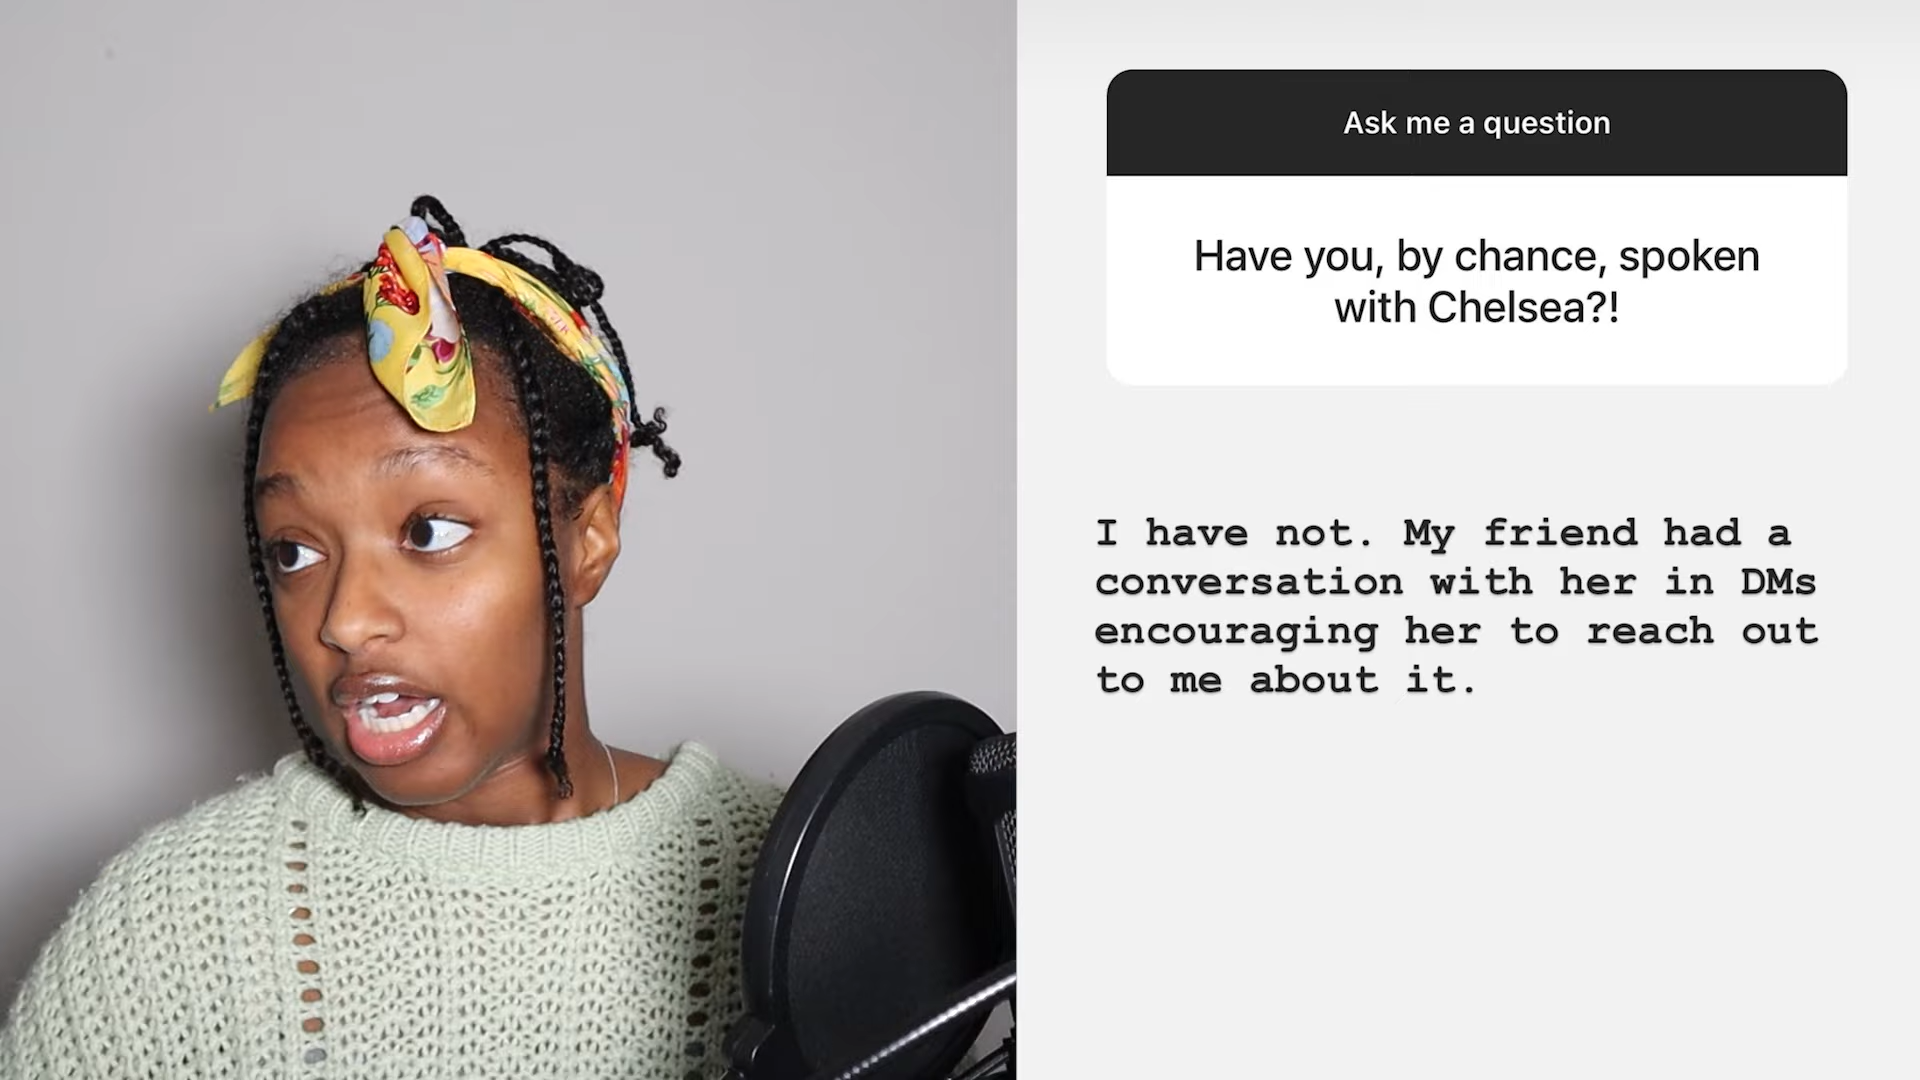 Ask me a question
Have you, by chance, spoken
with Chelsea?!
I have not. My friend had a
conversation with her in DMs
encouraging her to reach out
to me about it.